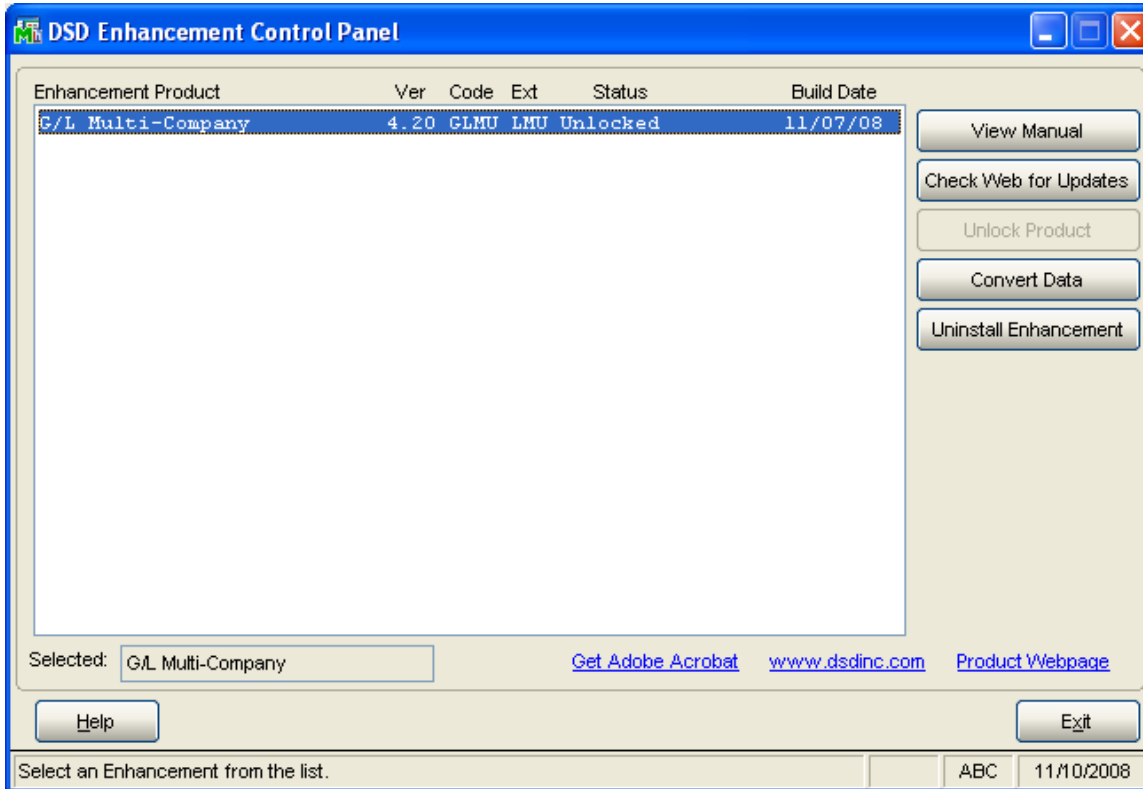 DSD Enhancement Control Panel
Enhancement Product Ver Code Ext Status Build Date
G/L Multi-Company 4.20 GLMU LMU Unlocked 11/07/08
View Manual
Check Web for Updates
Unlock Product
Convert Data
Uninstall Enhancement
Selected: G/L Multi-Company Get Adobe Acrobat www.dsdinc.com Product Webpage
Help Exit
Select an Enhancement from the list. ABC 11/10/2008